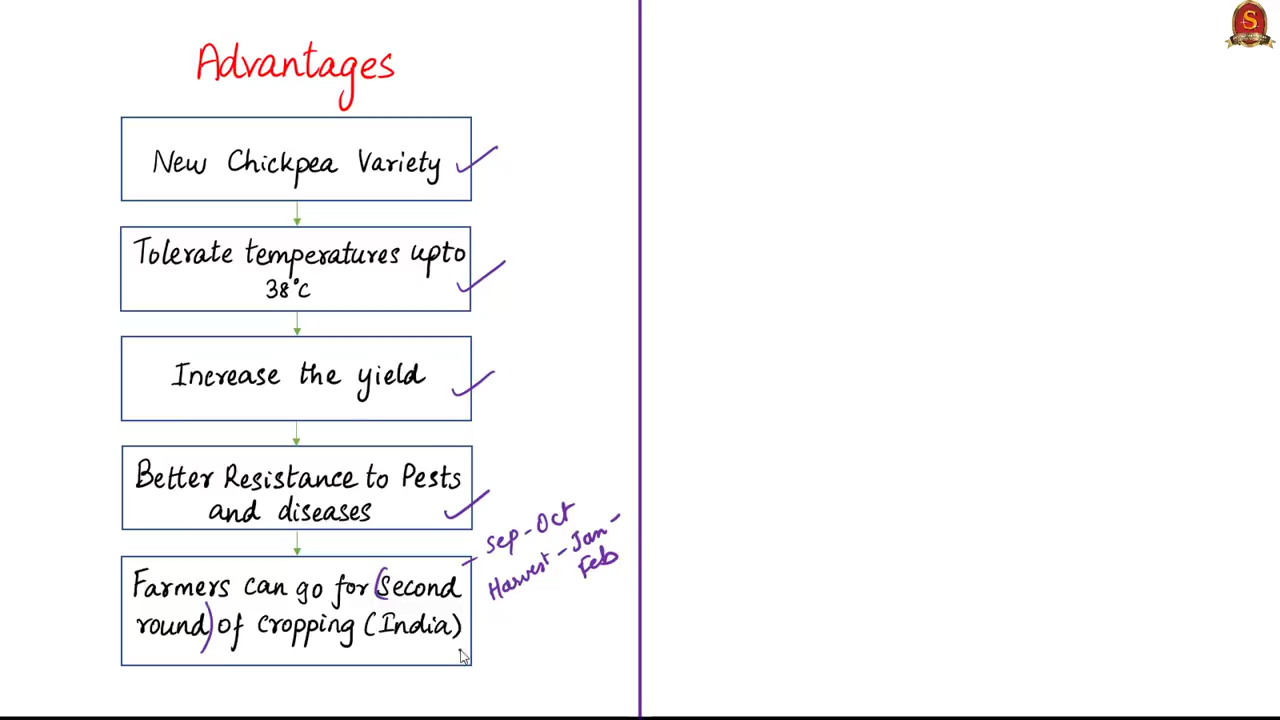 Advantages
New Chickpea Variety
Tolerate temperatures upto
38°C
Increase the yield
Better Resistance to Pests
and diseases
Sep-Oct
Harvest - Jan -
Feb
Farmers can go for (Second
round) of cropping (India)
S